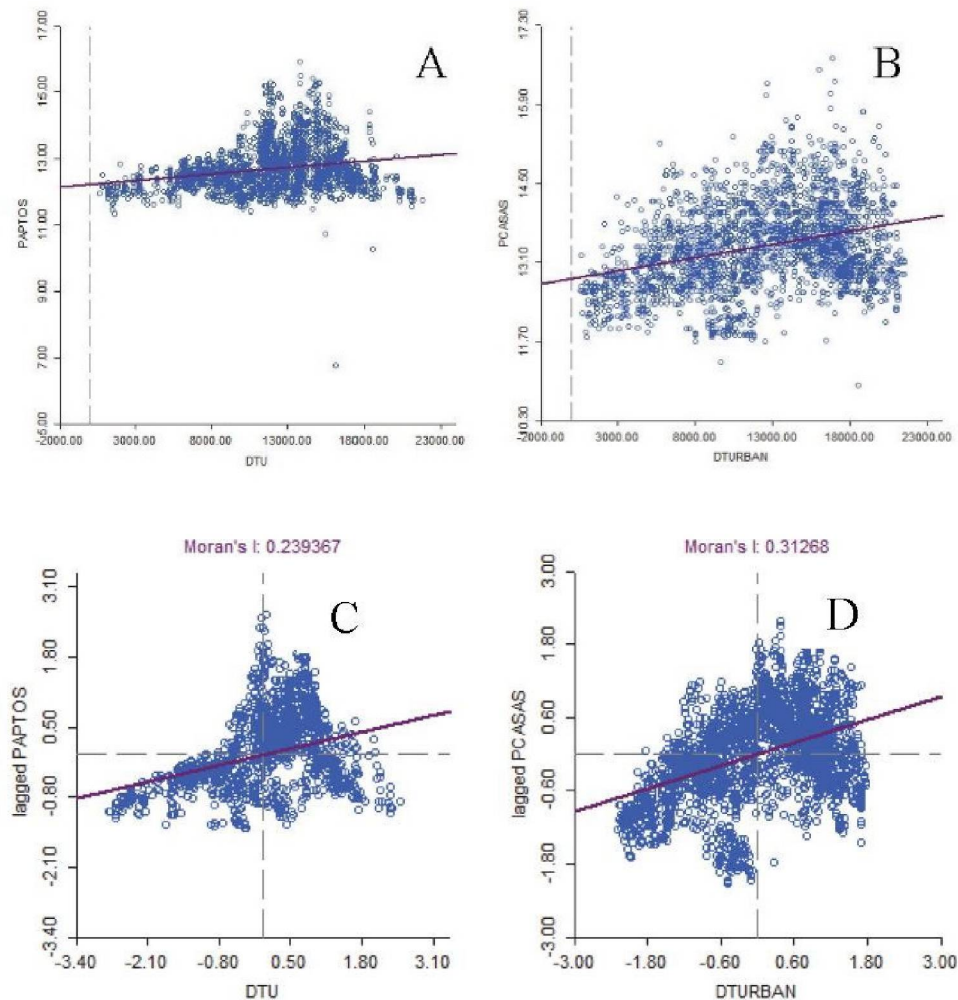 A
PAPTOS
17.00
15.00
13.00
11.00
9.00
7.00
5.00
-2000.00 3000.00 8000.00 13000.00 18000.00 23000.00
DTU
B
PCASAS
17.30
15.90
14.50
13.10
11.70
10.30
-2000.00 3000.00 8000.00 13000.00 18000.00 23000.00
DTURBAN
Moran's I: 0.239367
C
lagged PAPTOS
3.10
1.80
0.50
-0.80
-2.10
-3.40
-3.40 -2.10 -0.80 0.50 1.80 3.10
DTU
Moran's I: 0.31268
D
lagged PCASAS
3.00
1.80
0.60
-0.60
-1.80
-3.00
-3.00 -1.80 -0.60 0.60 1.80 3.00
DTURBAN